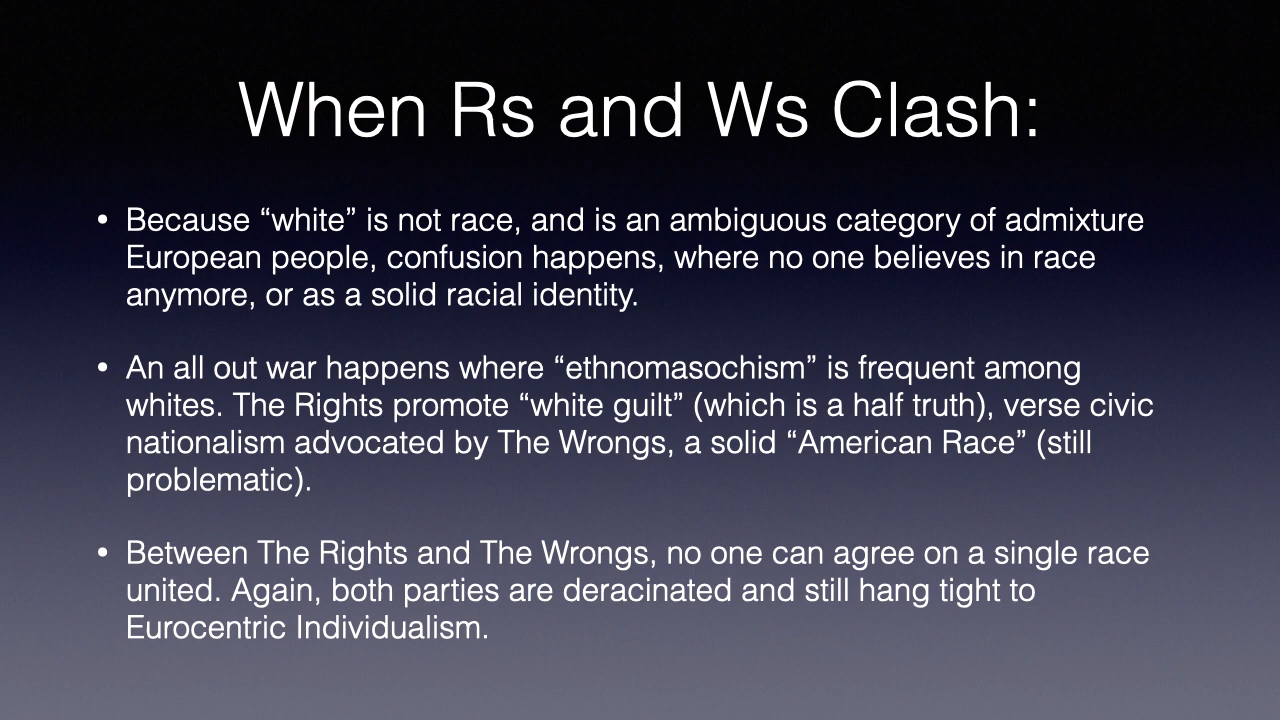 When Rs and Ws Clash:
• Because “white” is not race, and is an ambiguous category of admixture
European people, confusion happens, where no one believes in race
anymore, or as a solid racial identity.
• An all out war happens where “ethnomasochism” is frequent among
whites. The Rights promote “white guilt” (which is a half truth), verse civic
nationalism advocated by The Wrongs, a solid “American Race” (still
problematic).
• Between The Rights and The Wrongs, no one can agree on a single race
united. Again, both parties are deracinated and still hang tight to
Eurocentric Individualism.